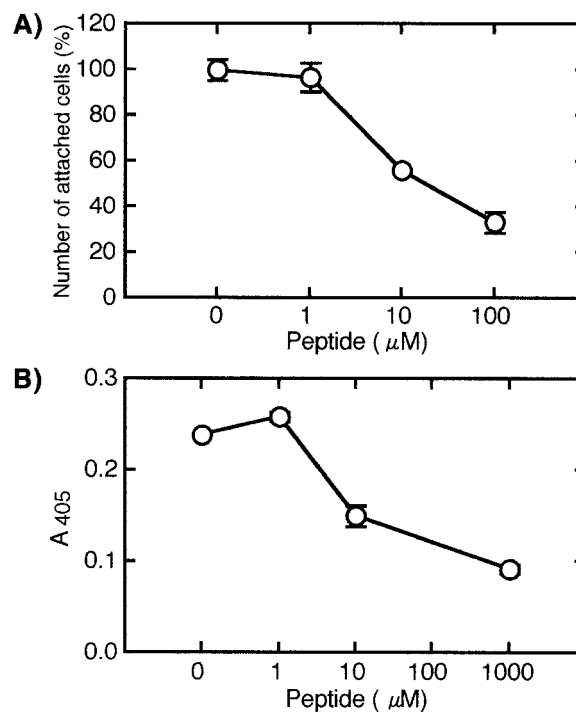 A)
Number of attached cells (%)
120
100
80
60
40
20
0
0 1 10 100
Peptide ( μM)
B)
A 405
0.3
0.2
0.1
0.0
0 1 10 100 1000
Peptide ( μM)